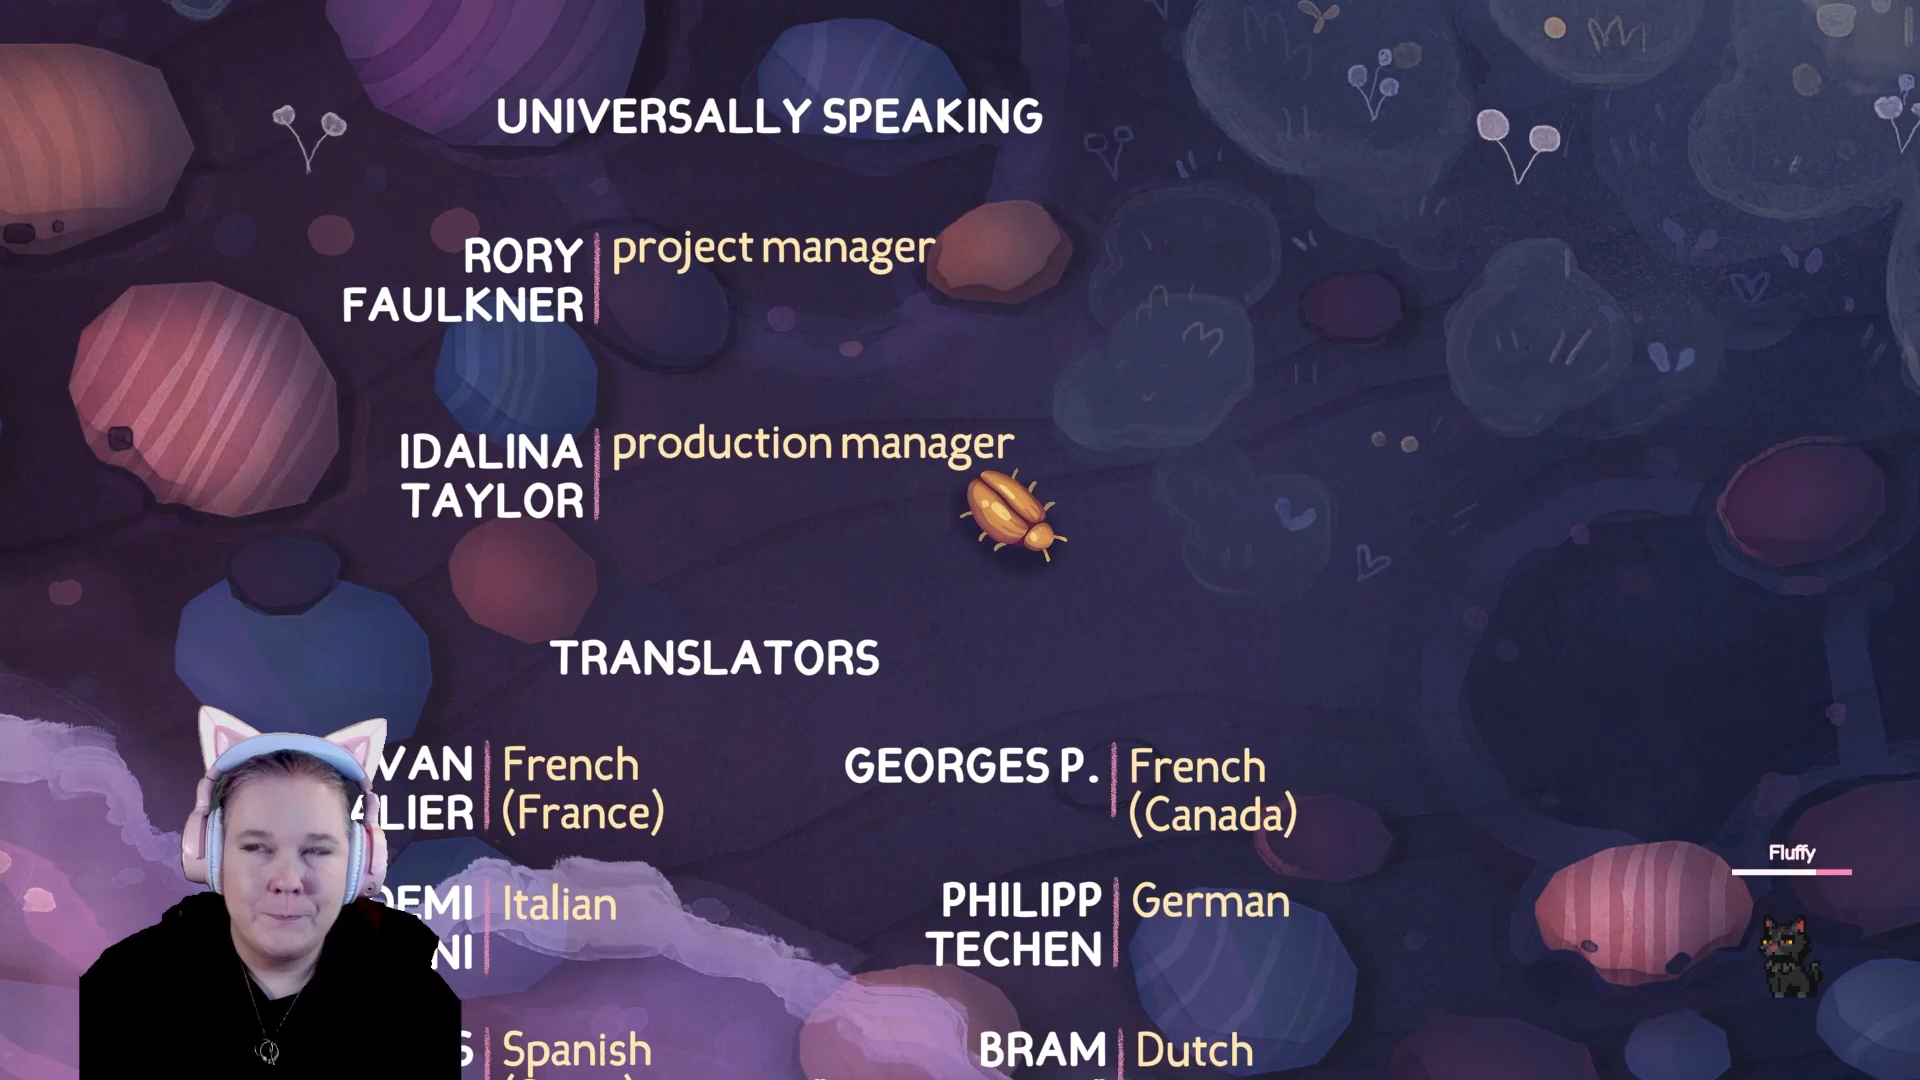 UNIVERSALLY SPEAKING
RORY
FAULKNER
project manager
IDALINA
TAYLOR
production manager
TRANSLATORS
French
(France)
GEORGES P.
French
(Canada)
Fluffy
Italian
PHILIPP
TECHEN
German
Spanish
BRAM
Dutch